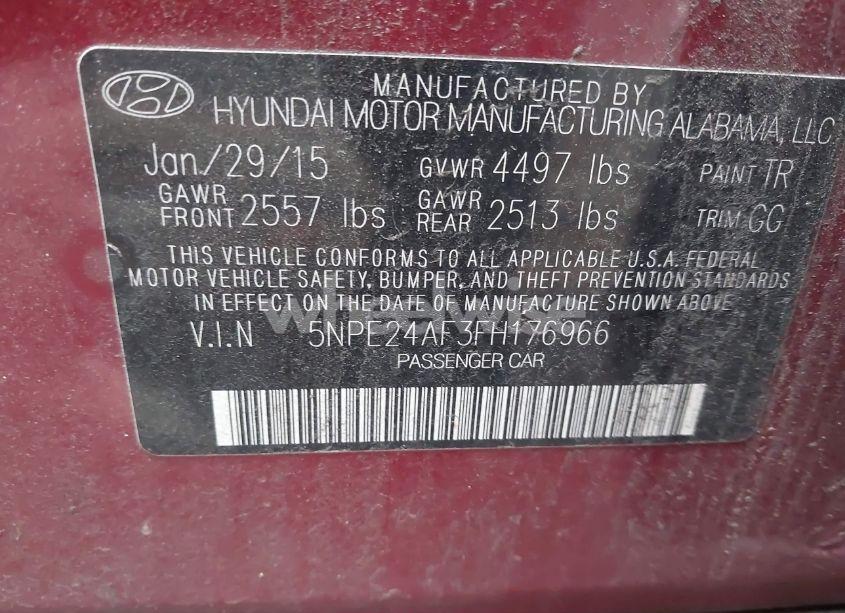 MANUFACTURED BY
HYUNDAI MOTOR MANUFACTURING ALABAMA, LLC
Jan/29/15 GVWR 4497 lbs PAINT TR
GAWR FRONT 2557 lbs GAWR REAR 2513 lbs TRIM GG
THIS VEHICLE CONFORMS TO ALL APPLICABLE U.S.A. FEDERAL
MOTOR VEHICLE SAFETY, BUMPER, AND THEFT PREVENTION STANDARDS
IN EFFECT ON THE DATE OF MANUFACTURE SHOWN ABOVE
V.I.N 5NPE24AF3FH176966
PASSENGER CAR